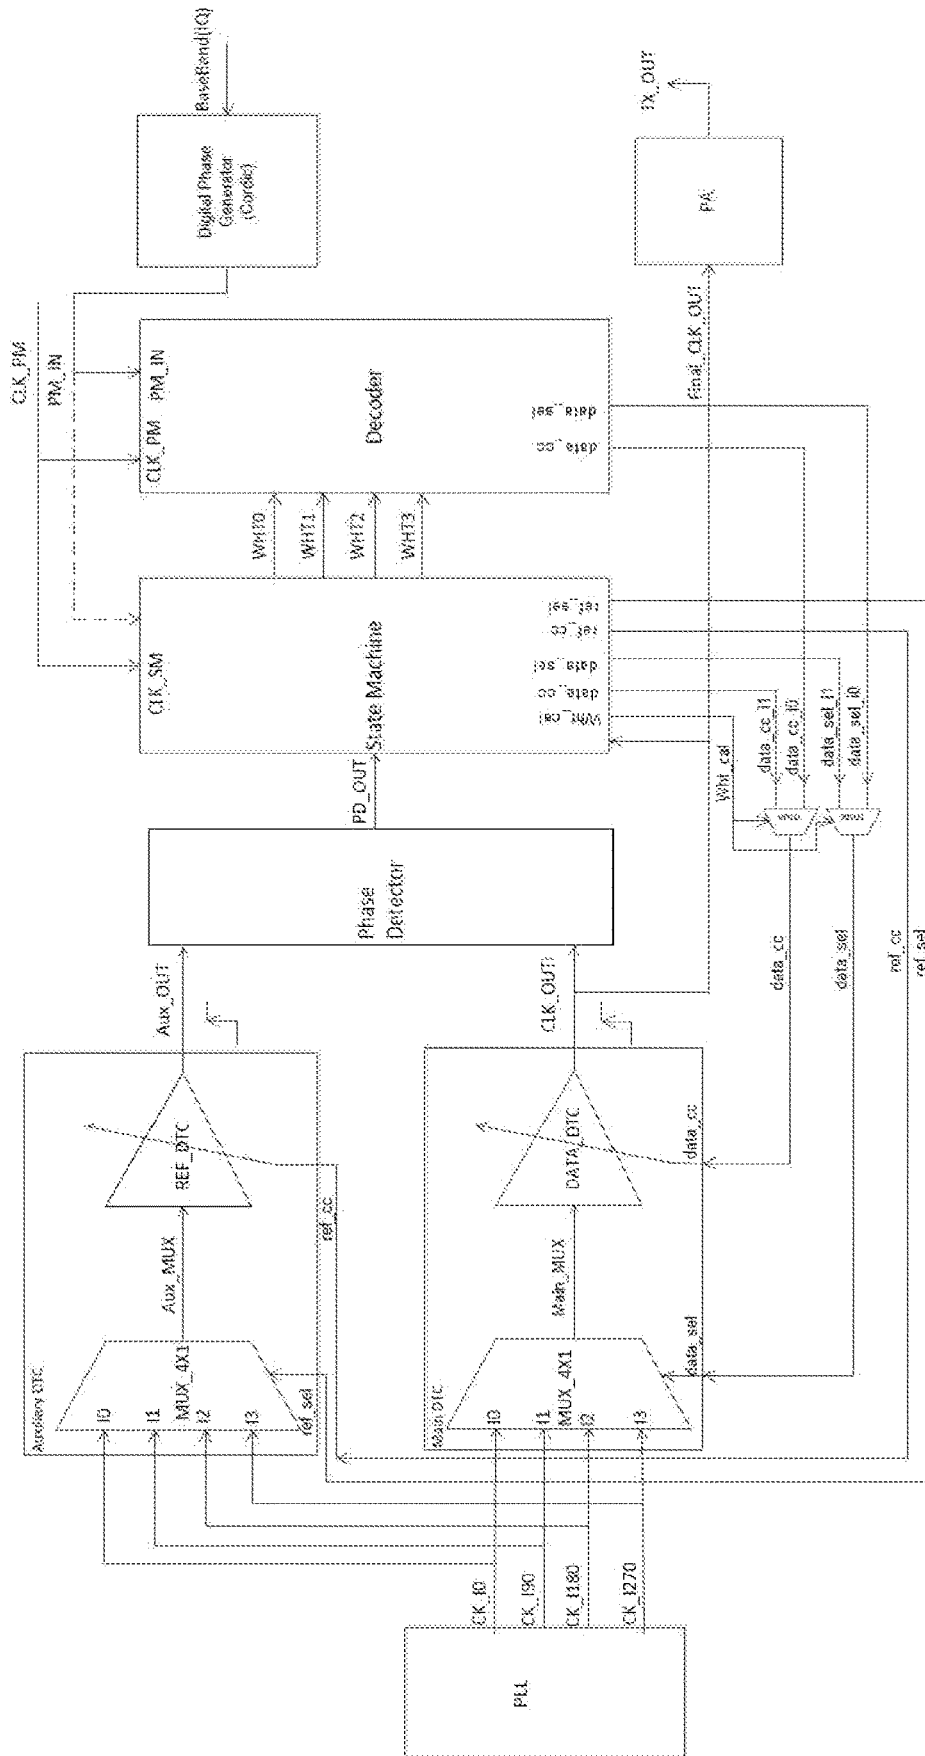 PLL
CK_I0
CK_I90
CK_I180
CK_I270
Auxiliary DTC
I0
I1
I2
I3
MUX_4X1
ref_sel
Aux_MUX
REF_DTC
ref_cc
Aux_OUT
Main DTC
I0
I1
I2
I3
MUX_4X1
data_sel
Main_MUX
DATA_DTC
data_cc
CLK_OUT
Phase
Detector
PD_OUT
CLK_SM
State Machine
Wht_cal
data_cc
data_sel
ref_cc
ref_sel
WHT0
WHT1
WHT2
WHT3
CLK_PM
PM_IN
CLK_PM
PM_IN
Decoder
data_cc
data_sel
Digital Phase
Generator
(Cordic)
BaseBand(IQ)
Final_CLK_OUT
PA
TX_OUT
Wht_cal
data_cc_I1
data_cc_I0
data_sel_I1
data_sel_I0
mux
mux
data_cc
data_sel
ref_cc
ref_sel